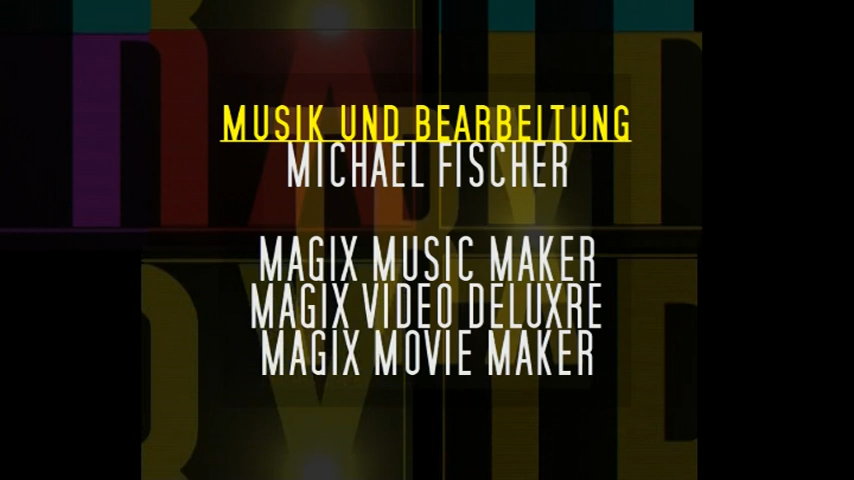 MUSIK UND BEARBEITUNG
MICHAEL FISCHER
MAGIX MUSIC MAKER
MAGIX VIDEO DELUXRE
MAGIX MOVIE MAKER